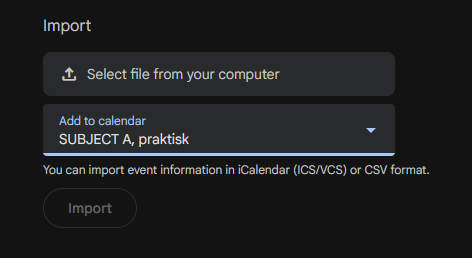 Import
Select file from your computer
Add to calendar
SUBJECT A, praktisk
You can import event information in iCalendar (ICS/VCS) or CSV format.
Import